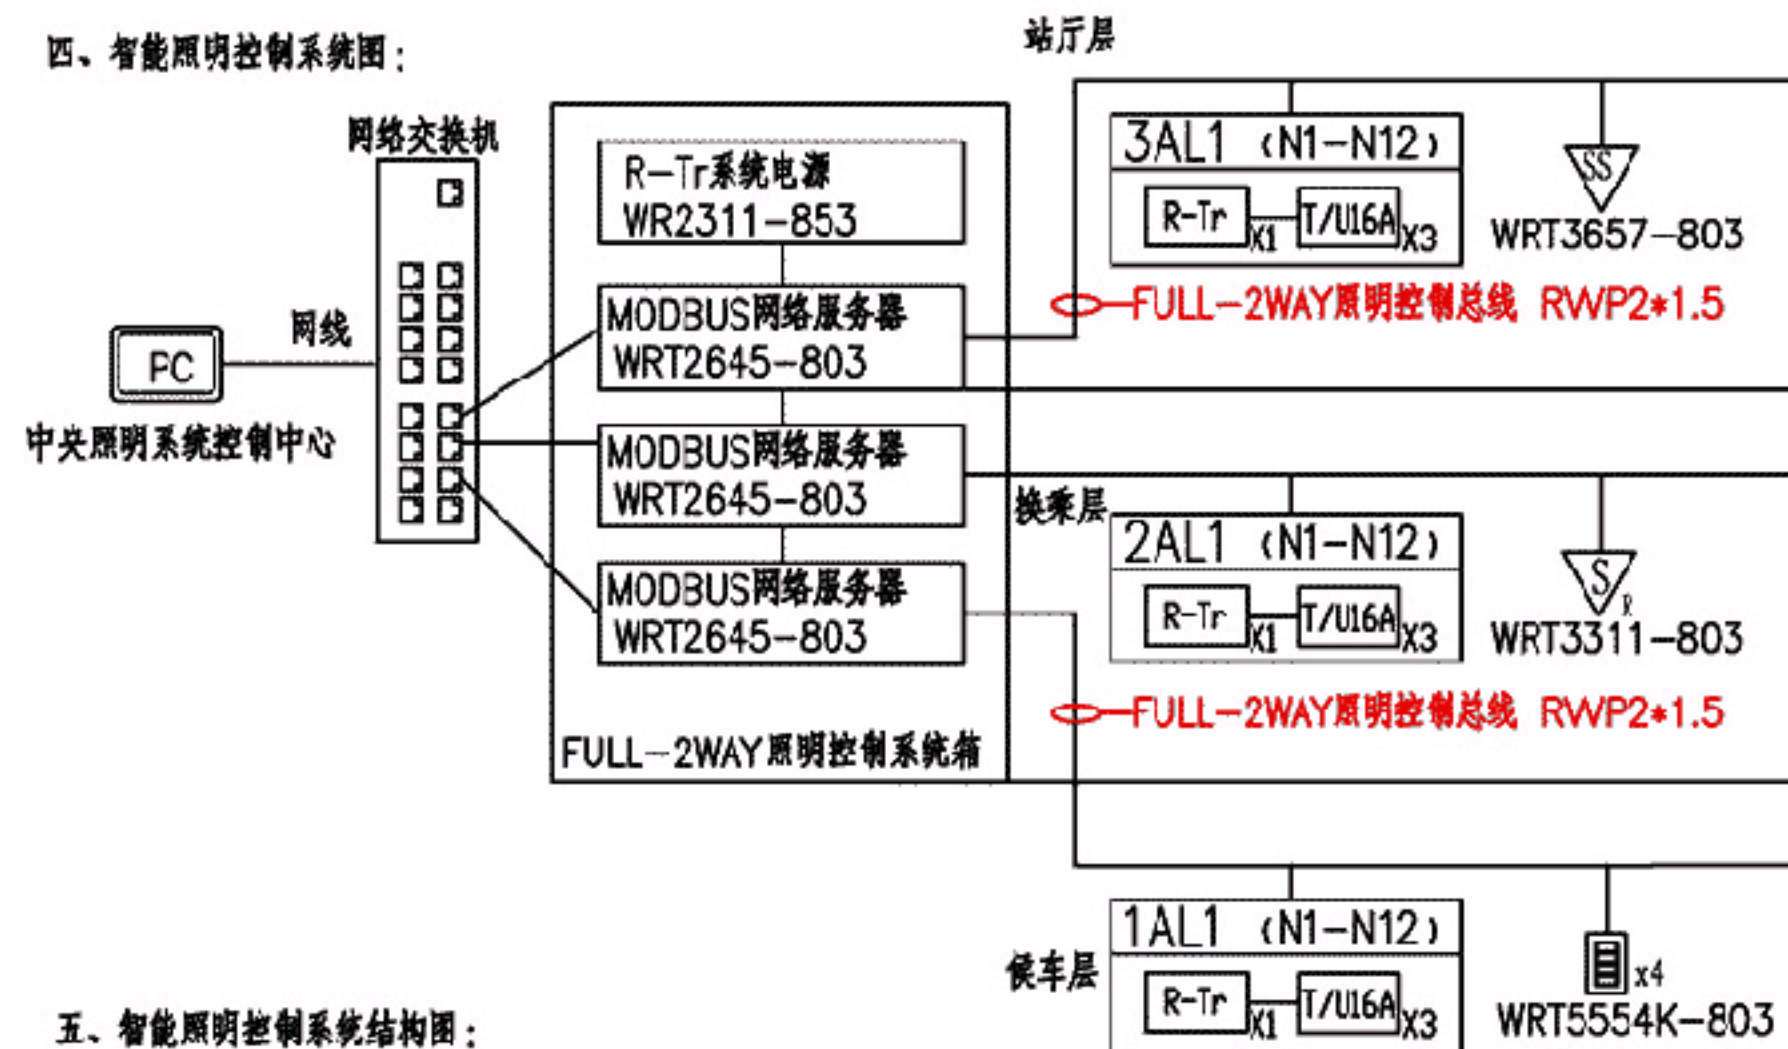 四、智能照明控制系统图：
站厅层
网络交换机
R-Tr系统电源
WR2311-853
3AL1 (N1-N12)
R-Tr X1 T/U16A X3
SS
WRT3657-803
MODBUS网络服务器
WRT2645-803
FULL-2WAY照明控制总线 RWP2*1.5
网线
PC
中央照明系统控制中心
MODBUS网络服务器
WRT2645-803
换乘层
2AL1 (N1-N12)
R-Tr X1 T/U16A X3
S R
WRT3311-803
MODBUS网络服务器
WRT2645-803
FULL-2WAY照明控制总线 RWP2*1.5
FULL-2WAY照明控制系统箱
1AL1 (N1-N12)
候车层
R-Tr X1 T/U16A X3
x4
WRT5554K-803
五、智能照明控制系统结构图：